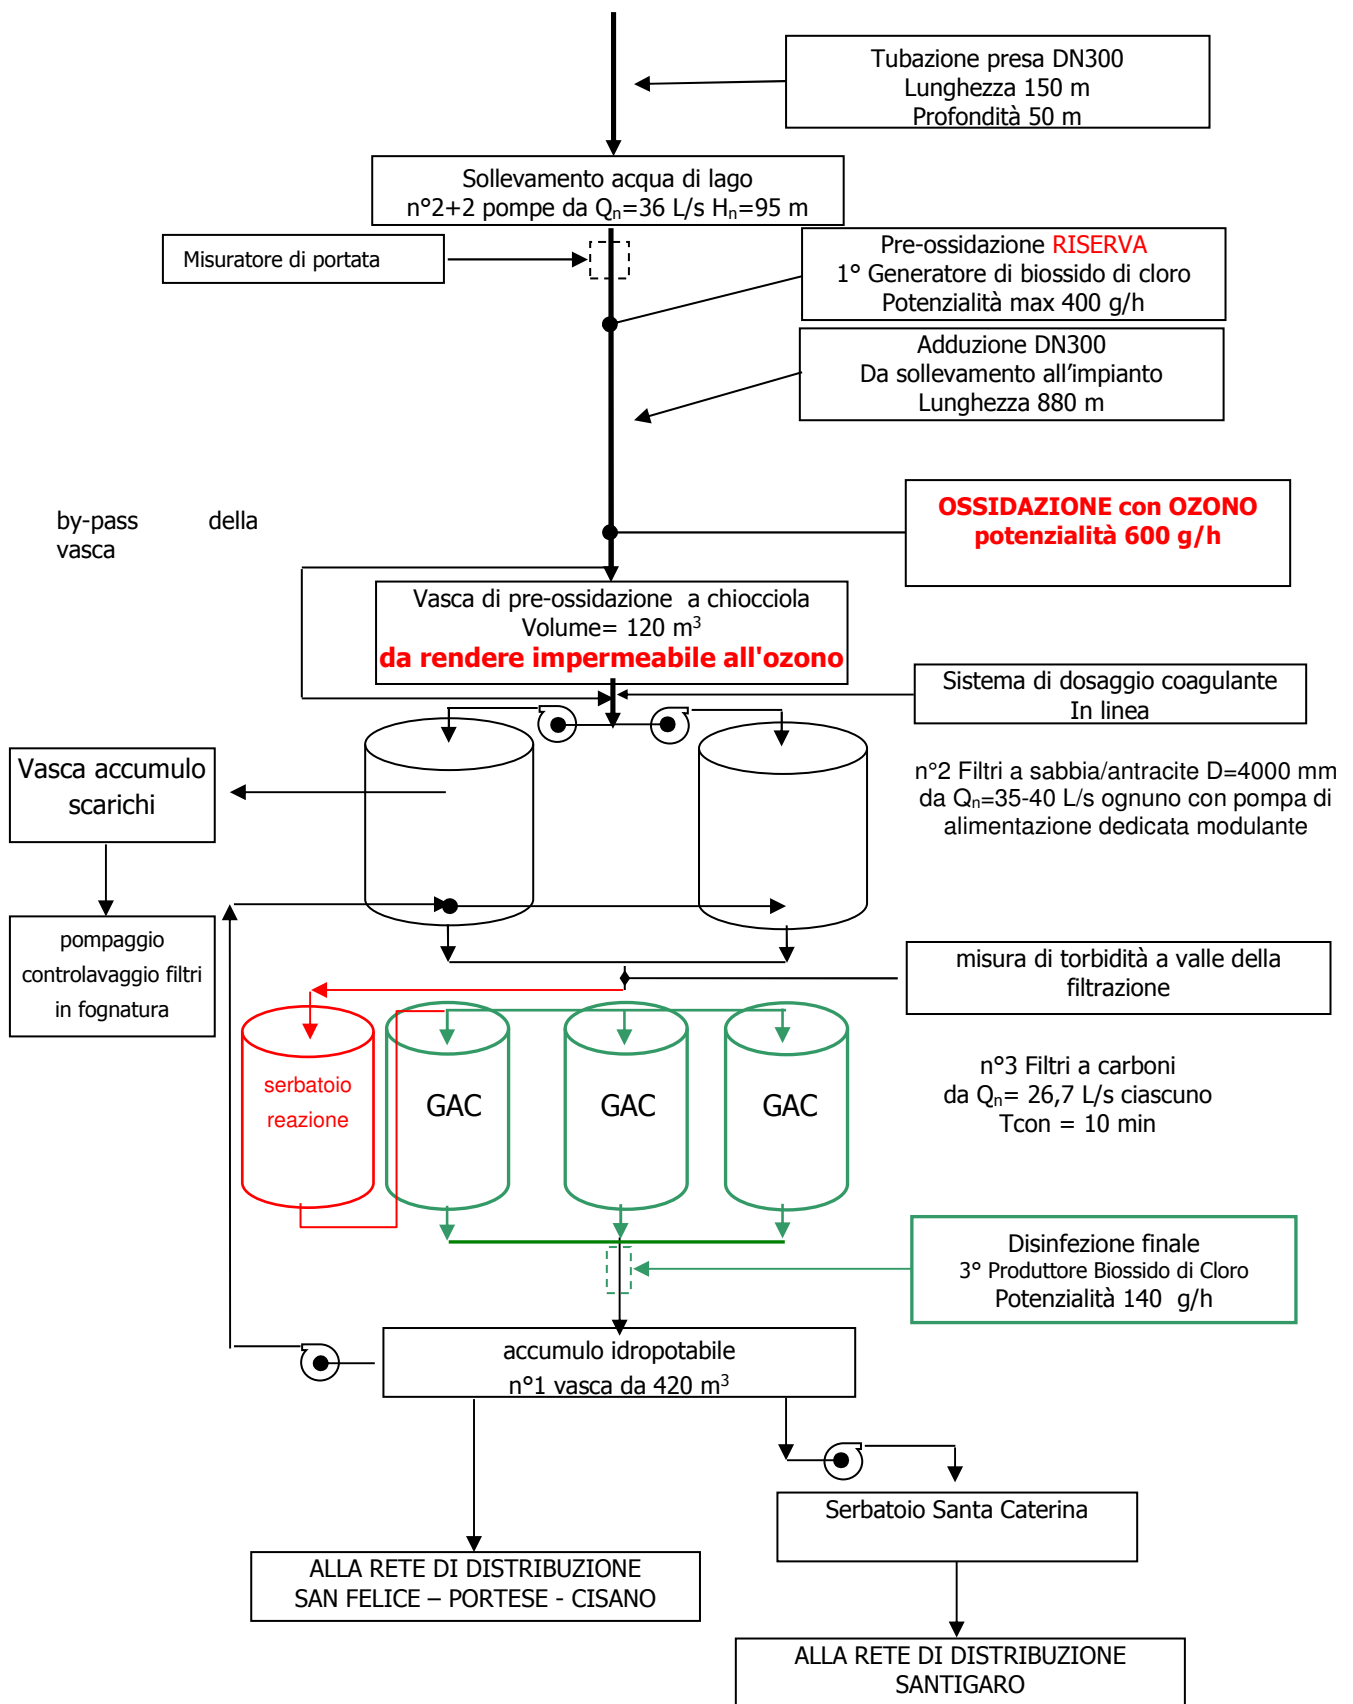 Tubazione presa DN300
Lunghezza 150 m
Profondità 50 m
Sollevamento acqua di lago
n°2+2 pompe da Qn=36 L/s Hn=95 m
Misuratore di portata
Pre-ossidazione RISERVA
1° Generatore di biossido di cloro
Potenzialità max 400 g/h
Adduzione DN300
Da sollevamento all’impianto
Lunghezza 880 m
OSSIDAZIONE con OZONO
potenzialità 600 g/h
by-pass della
vasca
Vasca di pre-ossidazione a chiocciola
Volume= 120 m3
da rendere impermeabile all'ozono
Sistema di dosaggio coagulante
In linea
Vasca accumulo
scarichi
n°2 Filtri a sabbia/antracite D=4000 mm
da Qn=35-40 L/s ognuno con pompa di
alimentazione dedicata modulante
pompaggio
controlavaggio filtri
in fognatura
misura di torbidità a valle della
filtrazione
serbatoio
reazione
GAC
GAC
GAC
n°3 Filtri a carboni
da Qn= 26,7 L/s ciascuno
Tcon = 10 min
Disinfezione finale
3° Produttore Biossido di Cloro
Potenzialità 140 g/h
accumulo idropotabile
n°1 vasca da 420 m3
Serbatoio Santa Caterina
ALLA RETE DI DISTRIBUZIONE
SAN FELICE – PORTESE - CISANO
ALLA RETE DI DISTRIBUZIONE
SANTIGARO